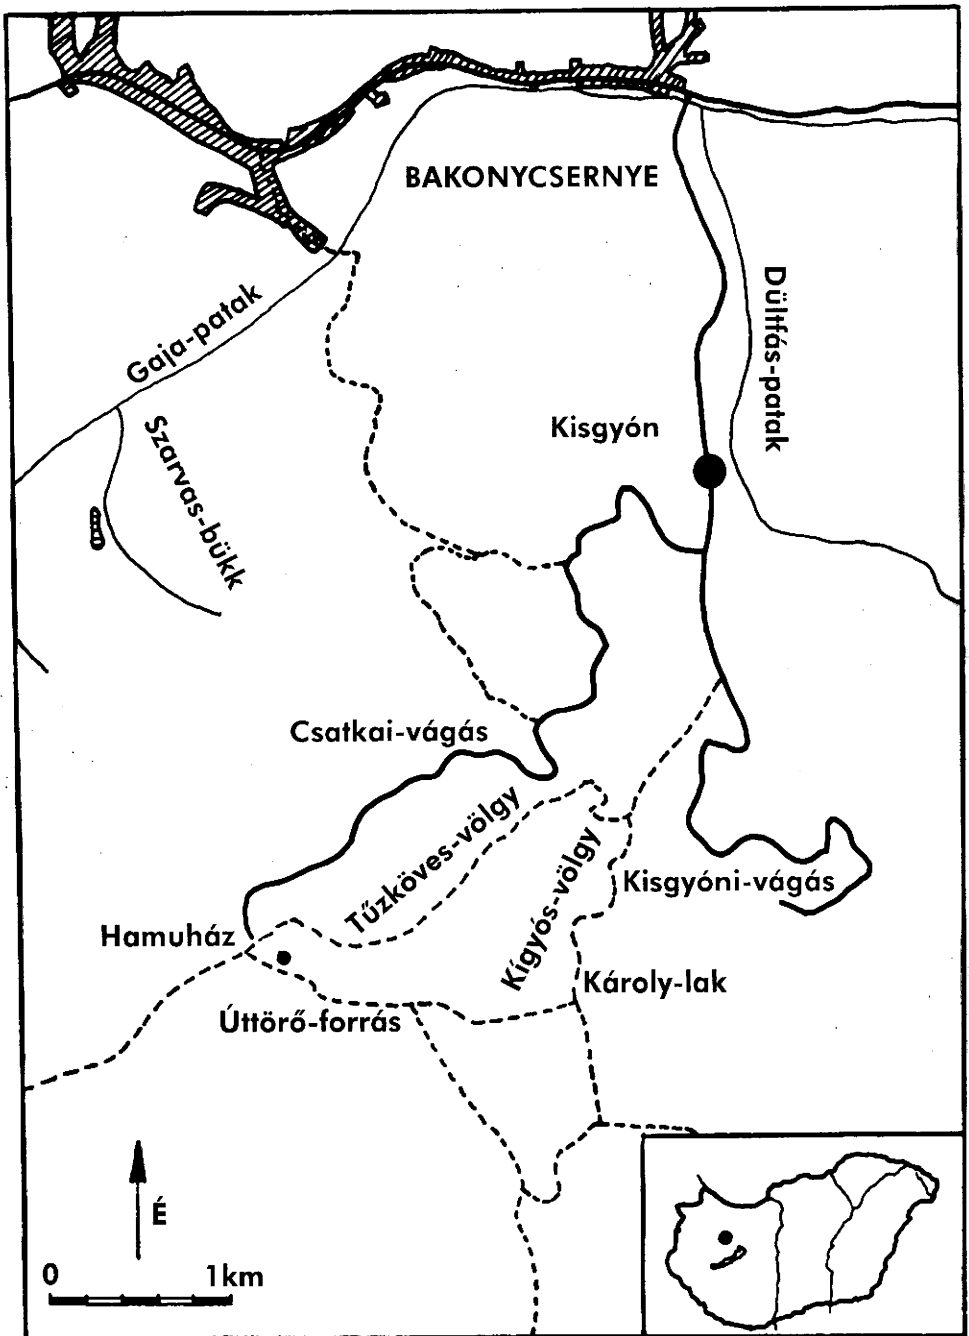 BAKONYCSERNYE
Gaja-patak
Dültfás-patak
Szarvas-bükk
Kisgyón
Csatkai-vágás
Tűzköves-völgy
Kígyós-völgy
Kisgyóni-vágás
Hamuház
Károly-lak
Úttörő-forrás
É
0 1km